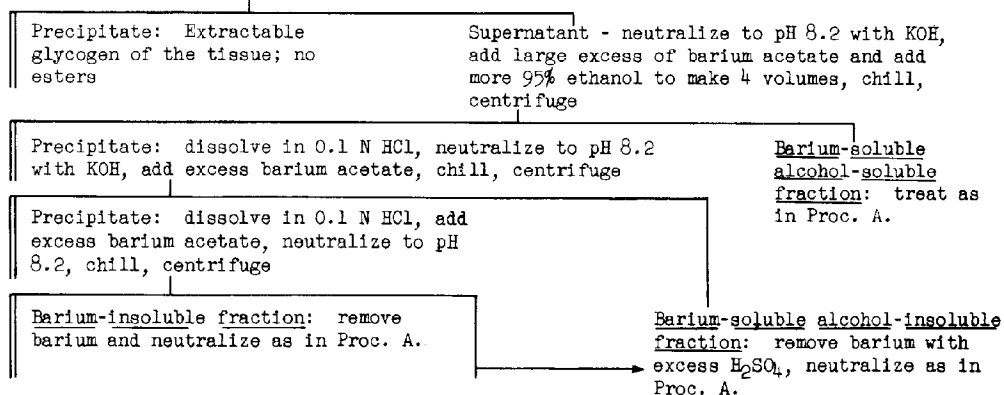 Precipitate: Extractable
glycogen of the tissue; no
esters
Supernatant - neutralize to pH 8.2 with KOH,
add large excess of barium acetate and add
more 95% ethanol to make 4 volumes, chill,
centrifuge
Precipitate: dissolve in 0.1 N HCl, neutralize to pH 8.2
with KOH, add excess barium acetate, chill, centrifuge
Barium-soluble
alcohol-soluble
fraction: treat as
in Proc. A.
Precipitate: dissolve in 0.1 N HCl, add
excess barium acetate, neutralize to pH
8.2, chill, centrifuge
Barium-insoluble fraction: remove
barium and neutralize as in Proc. A.
Barium-soluble alcohol-insoluble
fraction: remove barium with
excess H₂SO₄, neutralize as in
Proc. A.